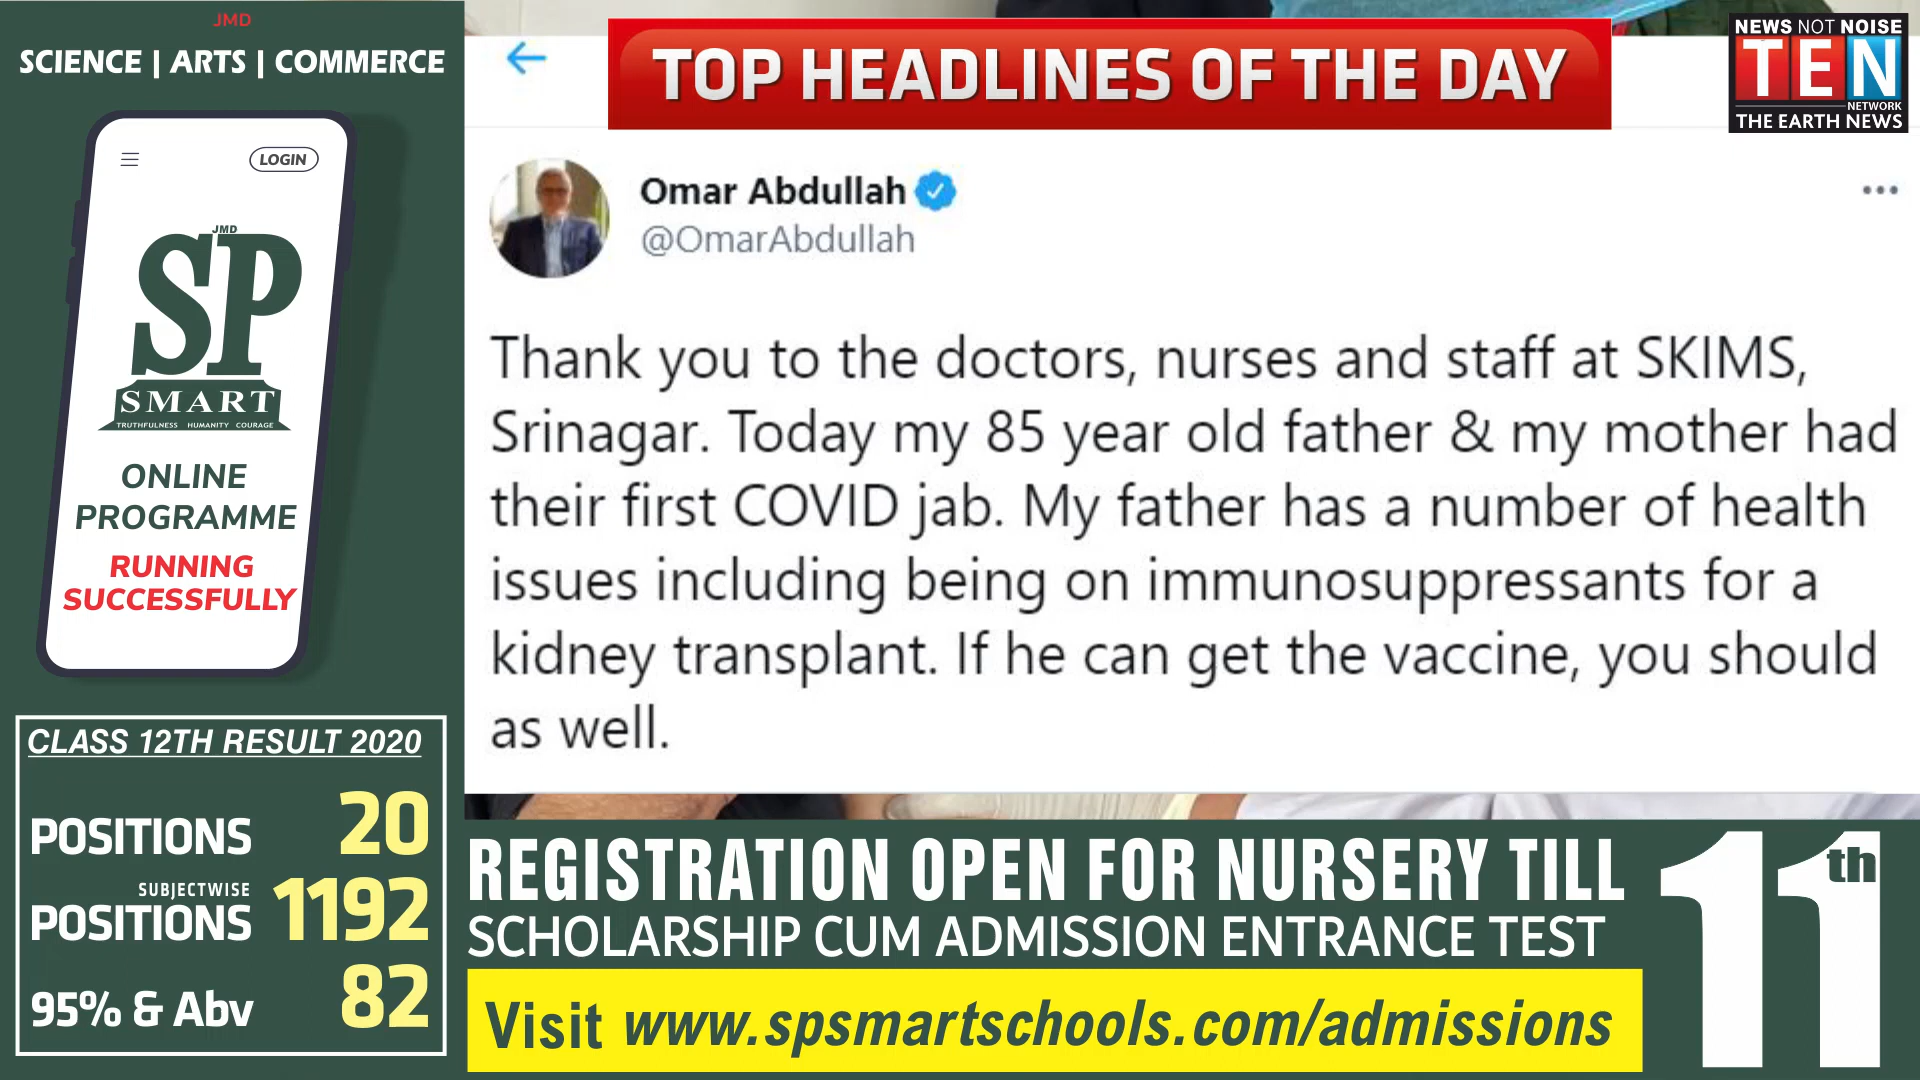 JMD
SCIENCE | ARTS | COMMERCE
LOGIN
JMD
SP
SMART
TRUTHFULNESS HUMANITY COURAGE
ONLINE
PROGRAMME
RUNNING
SUCCESSFULLY
CLASS 12TH RESULT 2020
POSITIONS 20
SUBJECTWISE
POSITIONS 1192
95% & Abv 82
TOP HEADLINES OF THE DAY
NEWS NOT NOISE
TEN
NETWORK
THE EARTH NEWS
Omar Abdullah
@OmarAbdullah
Thank you to the doctors, nurses and staff at SKIMS,
Srinagar. Today my 85 year old father & my mother had
their first COVID jab. My father has a number of health
issues including being on immunosuppressants for a
kidney transplant. If he can get the vaccine, you should
as well.
REGISTRATION OPEN FOR NURSERY TILL 11th
SCHOLARSHIP CUM ADMISSION ENTRANCE TEST
Visit www.spsmartschools.com/admissions